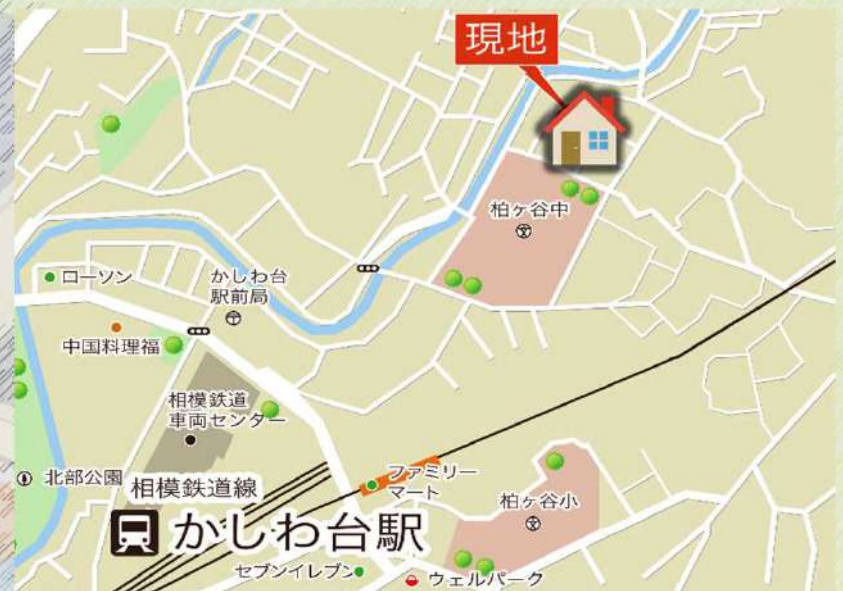 現地
柏ヶ谷中
ローソン
かしわ台
駅前局
中国料理福
相模鉄道
車両センター
北部公園
相模鉄道線
かしわ台駅
ファミリー
マート
柏ヶ谷小
セブンイレブン
ウェルパーク